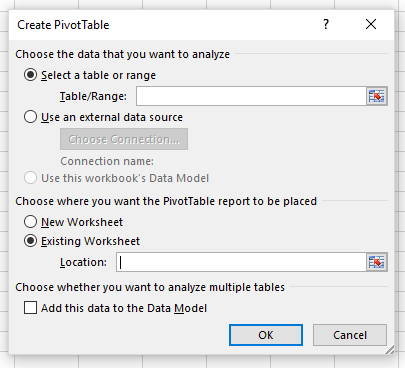 Create PivotTable ? ×
Choose the data that you want to analyze
Select a table or range
Table/Range:
Use an external data source
Choose Connection...
Connection name:
Use this workbook's Data Model
Choose where you want the PivotTable report to be placed
New Worksheet
Existing Worksheet
Location:
Choose whether you want to analyze multiple tables
Add this data to the Data Model
OK Cancel